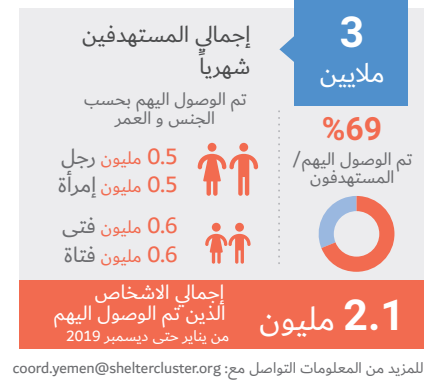 3
ملايين
إجمالي المستهدفين
شهرياً
تم الوصول اليهم بحسب
الجنس و العمر
0.5 مليون رجل
0.5 مليون إمرأة
0.6 مليون فتى
0.6 مليون فتاة
%69
تم الوصول اليهم/
المستهدفون
2.1 مليون
إجمالي الاشخاص
الذين تم الوصول اليهم
من يناير حتى ديسمبر 2019
للمزيد من المعلومات التواصل مع: coord.yemen@sheltercluster.org